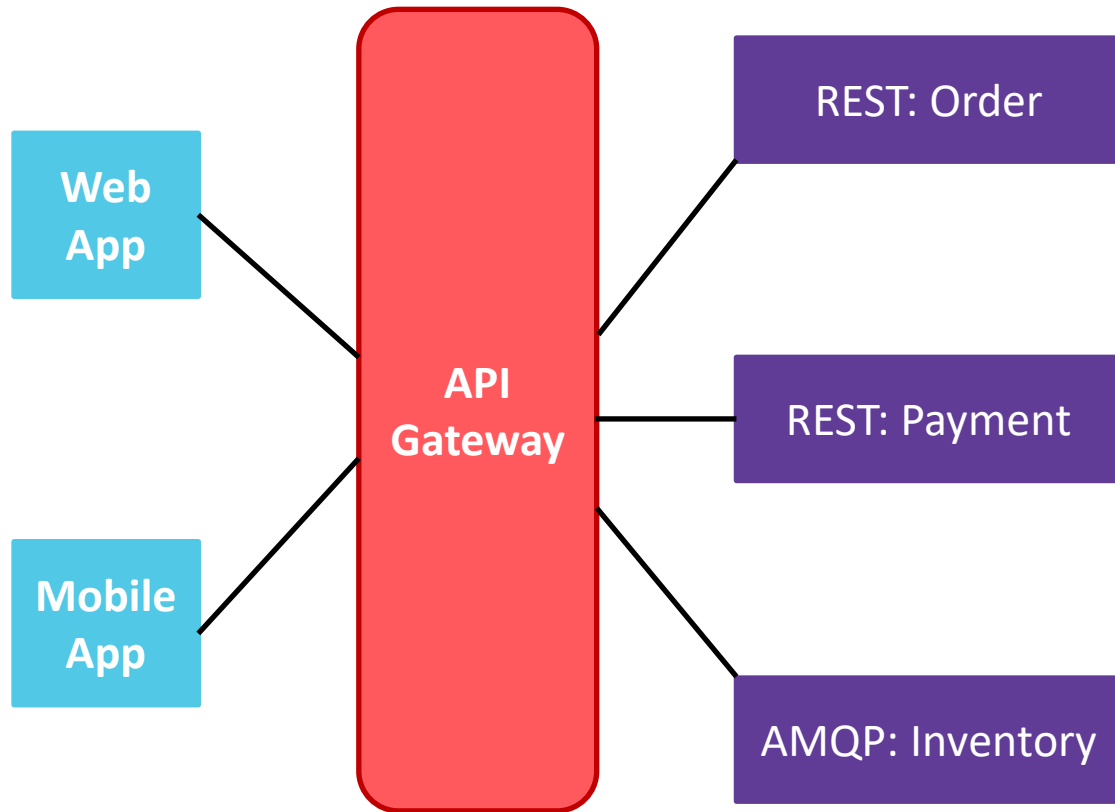 Web
App
Mobile
App
API
Gateway
REST: Order
REST: Payment
AMQP: Inventory